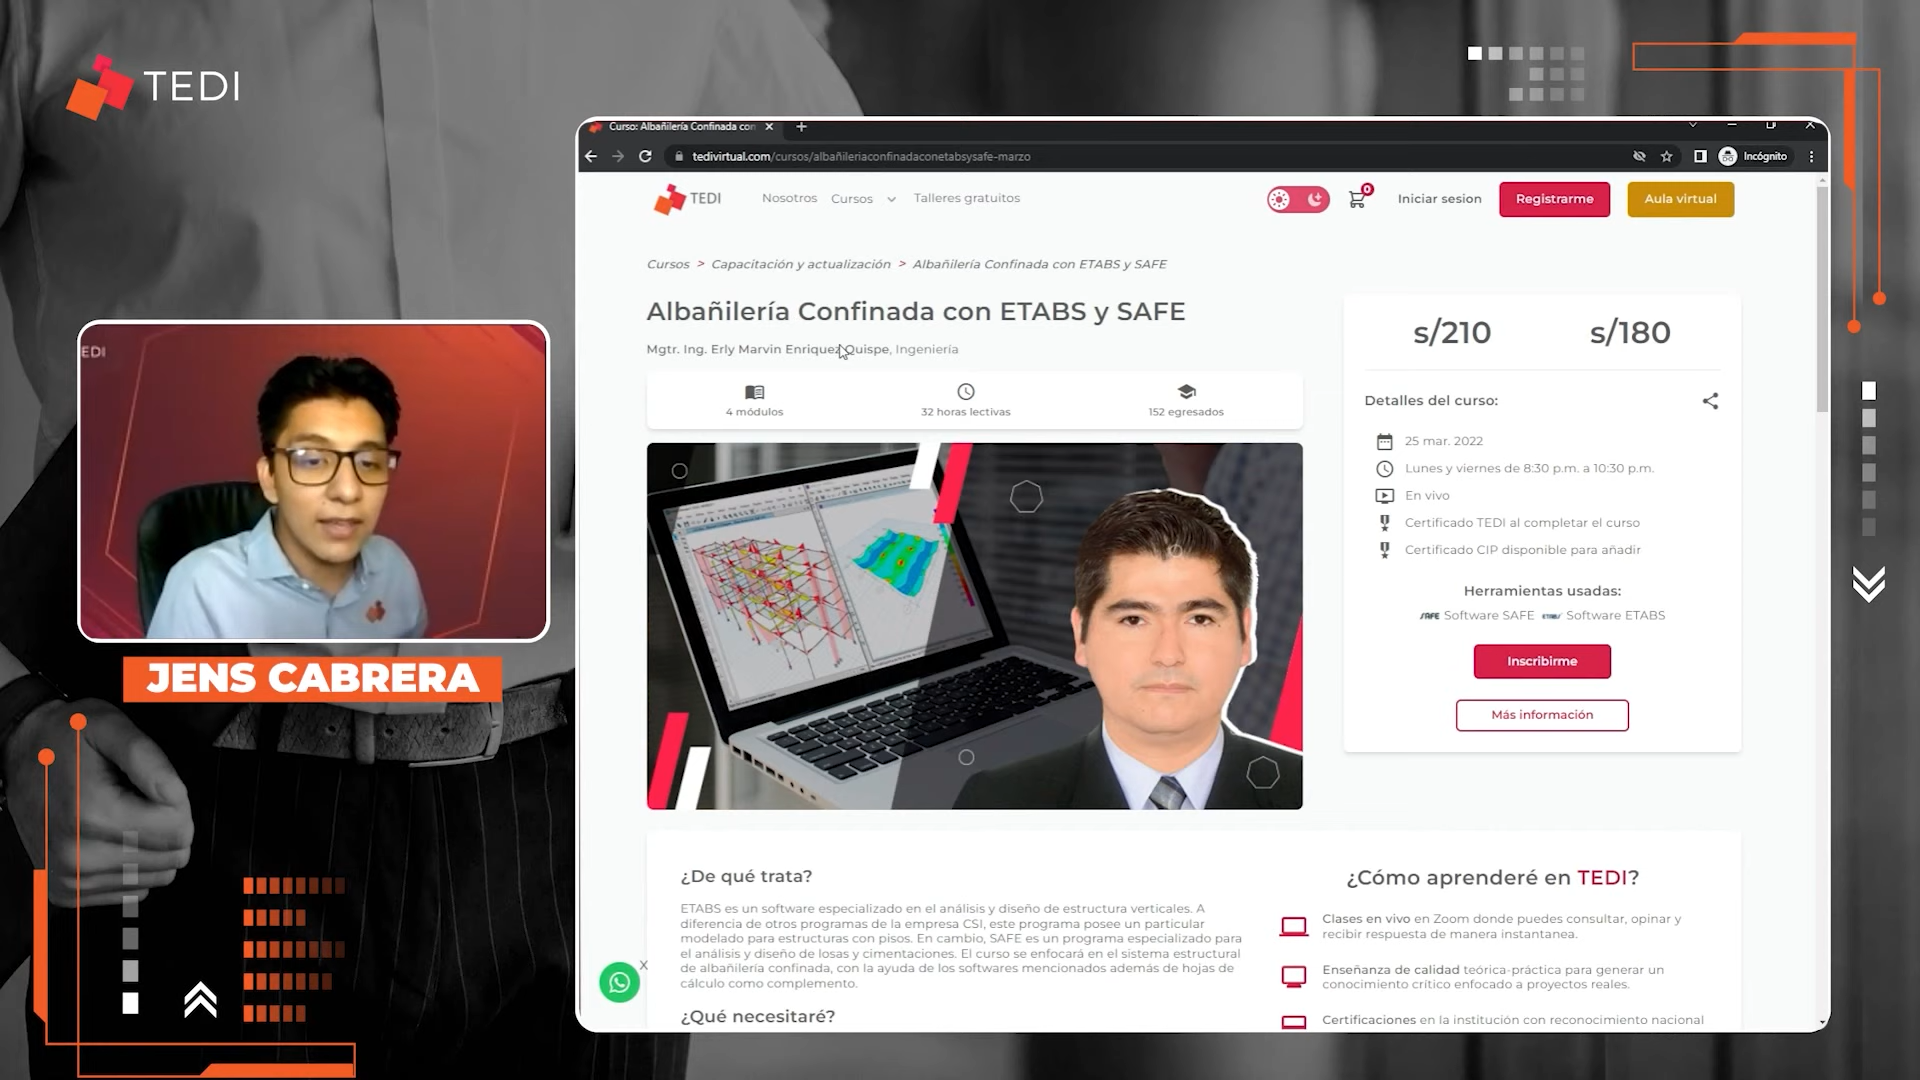 TEDI
EDI
JENS CABRERA
Curso: Albañilería Confinada con
tedivirtual.com/cursos/albañileriaconfinadaconetabsysafe-marzo
Incógnito
TEDI
Nosotros
Cursos
Talleres gratuitos
0
Iniciar sesion
Registrarme
Aula virtual
Cursos > Capacitación y actualización > Albañilería Confinada con ETABS y SAFE
Albañilería Confinada con ETABS y SAFE
Mgtr. Ing. Erly Marvin Enriquez Quispe, Ingeniería
4 módulos
32 horas lectivas
152 egresados
s/210
s/180
Detalles del curso:
25 mar. 2022
Lunes y viernes de 8:30 p.m. a 10:30 p.m.
En vivo
Certificado TEDI al completar el curso
Certificado CIP disponible para añadir
Herramientas usadas:
SAFE Software SAFE ETABS Software ETABS
Inscribirme
Más información
¿De qué trata?
ETABS es un software especializado en el análisis y diseño de estructura verticales. A
diferencia de otros programas de la empresa CSI, este programa posee un particular
modelado para estructuras con pisos. En cambio, SAFE es un programa especializado para
el análisis y diseño de losas y cimentaciones. El curso se enfocará en el sistema estructural
de albañilería confinada, con la ayuda de los softwares mencionados además de hojas de
cálculo como complemento.
X
¿Qué necesitaré?
¿Cómo aprenderé en TEDI?
Clases en vivo en Zoom donde puedes consultar, opinar y
recibir respuesta de manera instantanea.
Enseñanza de calidad teórica-práctica para generar un
conocimiento crítico enfocado a proyectos reales.
Certificaciones en la institución con reconocimiento nacional